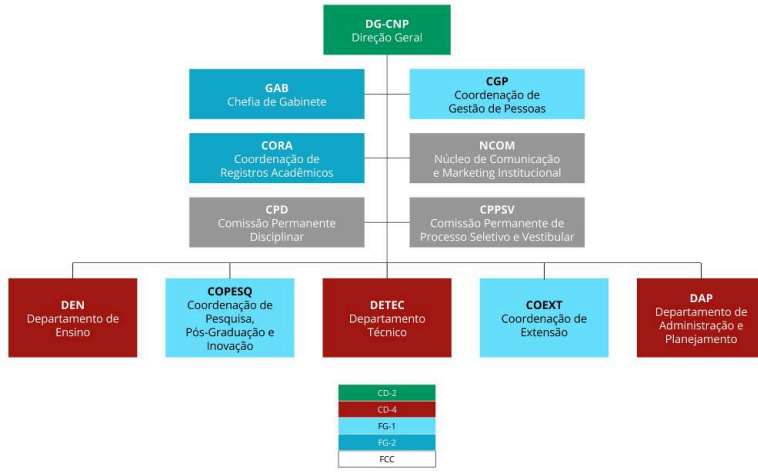 DG-CNP
Direção Geral
GAB
Chefia de Gabinete
CGP
Coordenação de
Gestão de Pessoas
CORA
Coordenação de
Registros Acadêmicos
NCOM
Núcleo de Comunicação
e Marketing Institucional
CPD
Comissão Permanente
Disciplinar
CPPSV
Comissão Permanente de
Processo Seletivo e Vestibular
DEN
Departamento de
Ensino
COPESQ
Coordenação de
Pesquisa,
Pós-Graduação e
Inovação
DETEC
Departamento
Técnico
COEXT
Coordenação de
Extensão
DAP
Departamento de
Administração e
Planejamento
CD-2
CD-4
FG-1
FG-2
FCC